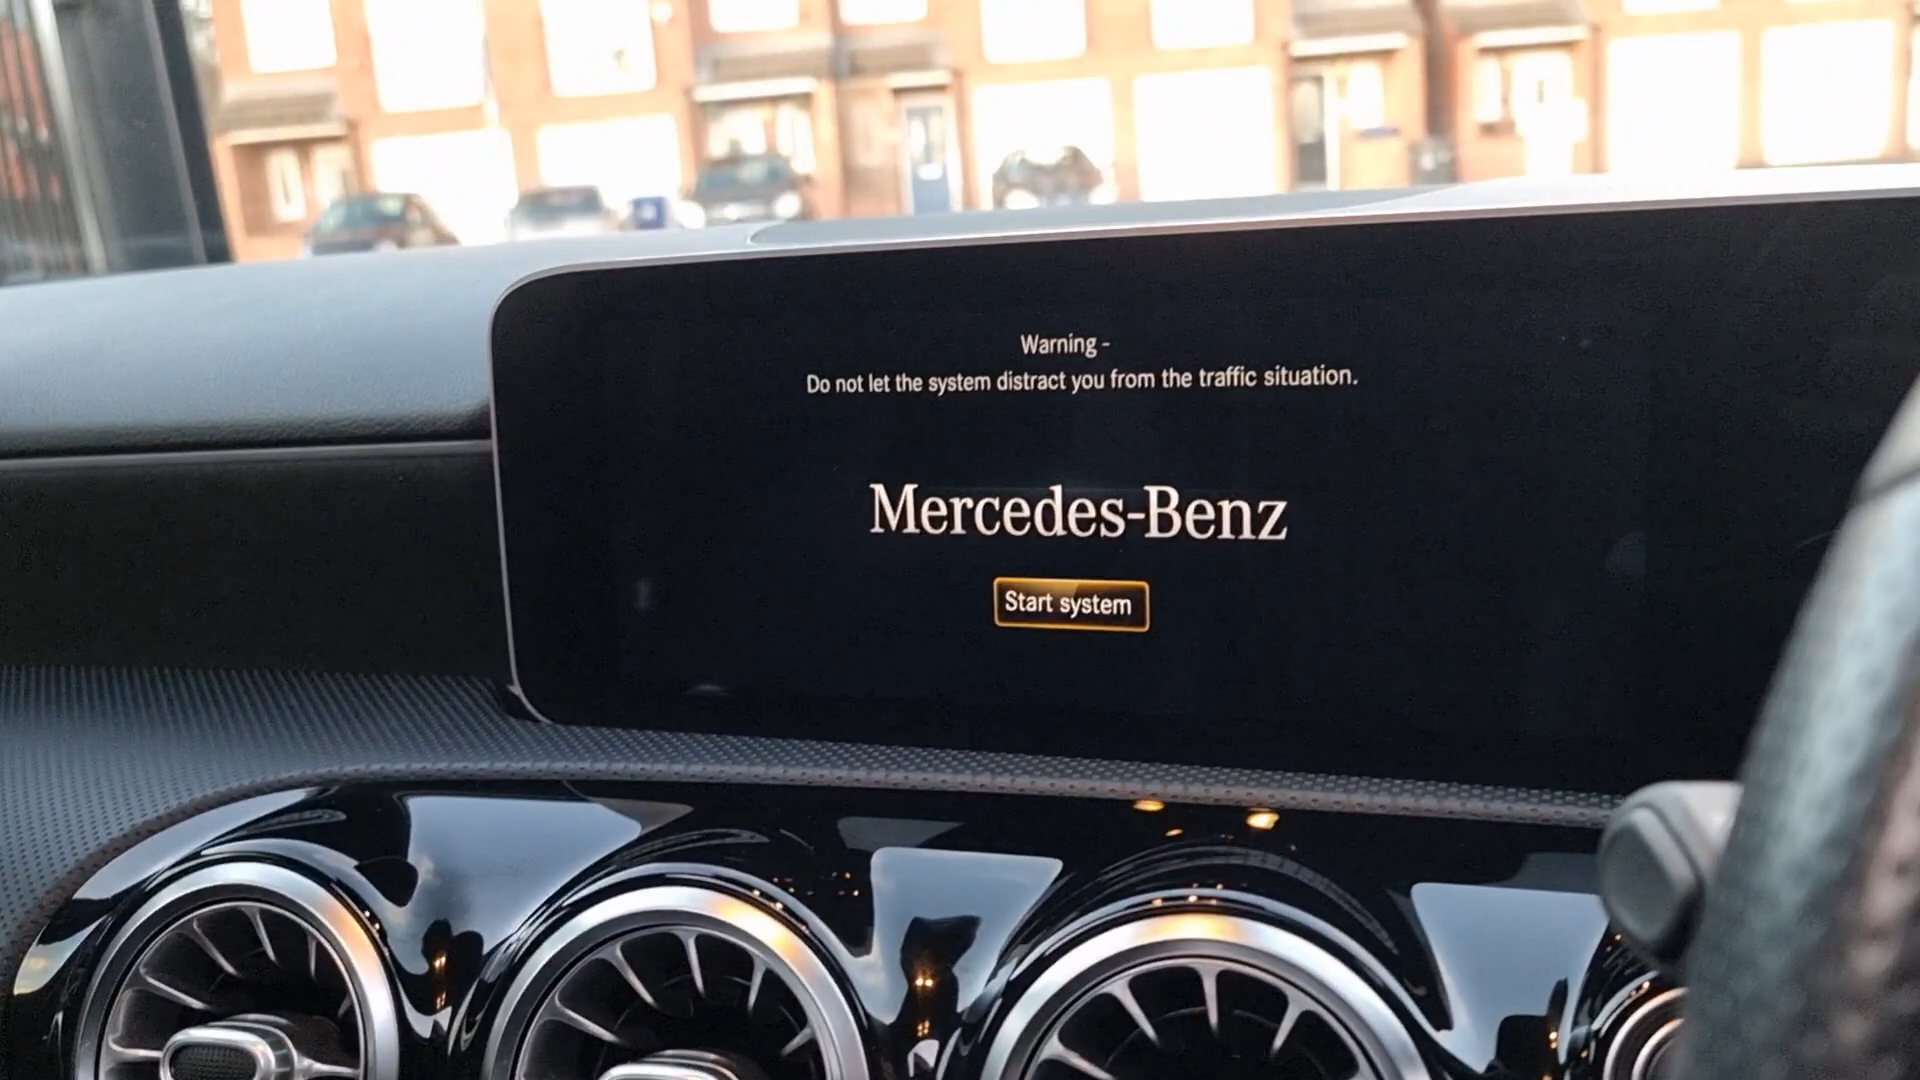 Warning -
Do not let the system distract you from the traffic situation.
Mercedes-Benz
Start system